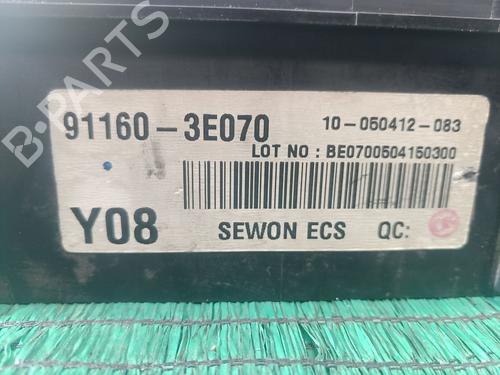 91160-3E070
10-050412-083
LOT NO : BE0700504150300
Y08
SEWON ECS QC:
B-PARTS